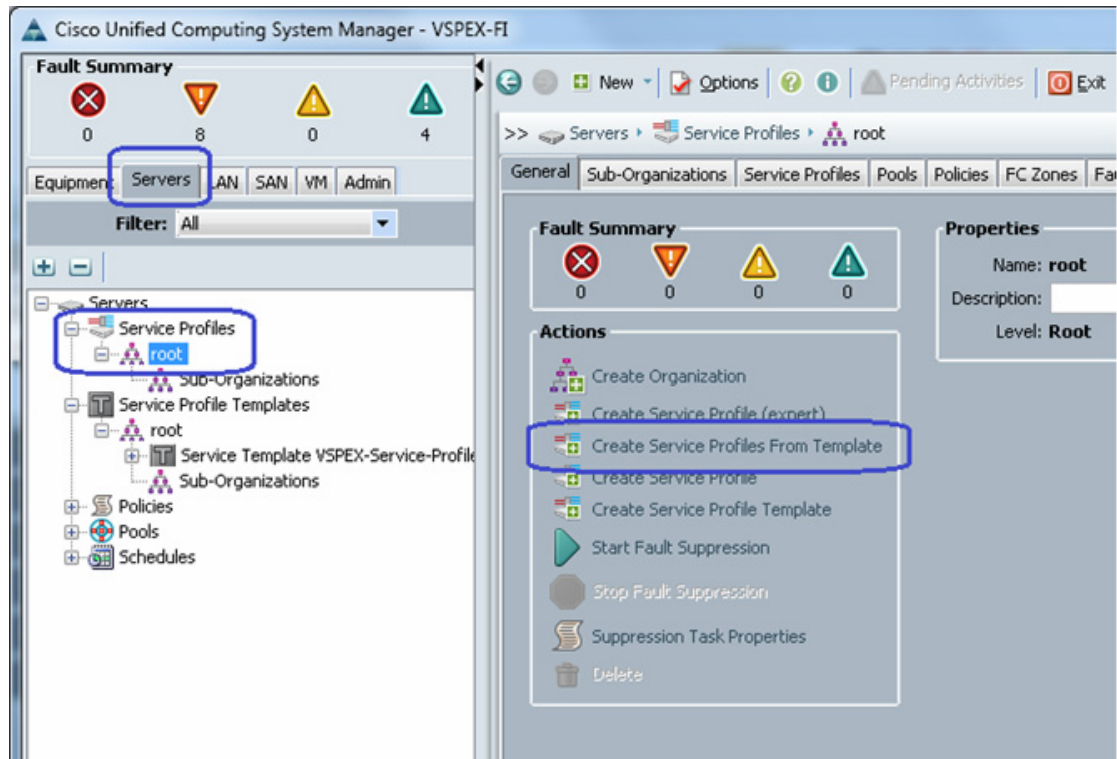 Cisco Unified Computing System Manager - VSPEX-FI
Fault Summary
0 8 0 4
Equipment Servers LAN SAN VM Admin
Filter: All
Servers
Service Profiles
root
Sub-Organizations
Service Profile Templates
root
Service Template VSPEX-Service-Profile
Sub-Organizations
Policies
Pools
Schedules
New Options Pending Activities Exit
>> Servers Service Profiles root
General Sub-Organizations Service Profiles Pools Policies FC Zones Fau
Fault Summary
0 0 0 0
Actions
Create Organization
Create Service Profile (expert)
Create Service Profiles From Template
Create Service Profile
Create Service Profile Template
Start Fault Suppression
Stop Fault Suppression
Suppression Task Properties
Delete
Properties
Name: root
Description:
Level: Root